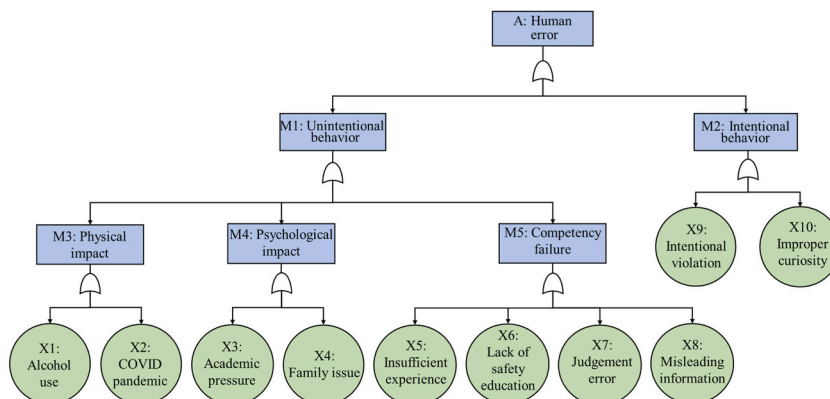 A: Human
error
M1: Unintentional
behavior
M2: Intentional
behavior
M3: Physical
impact
M4: Psychological
impact
M5: Competency
failure
X9:
Intentional
violation
X10:
Improper
curiosity
X1:
Alcohol
use
X2:
COVID
pandemic
X3:
Academic
pressure
X4:
Family issue
X5:
Insufficient
experience
X6:
Lack of
safety
education
X7:
Judgement
error
X8:
Misleading
information